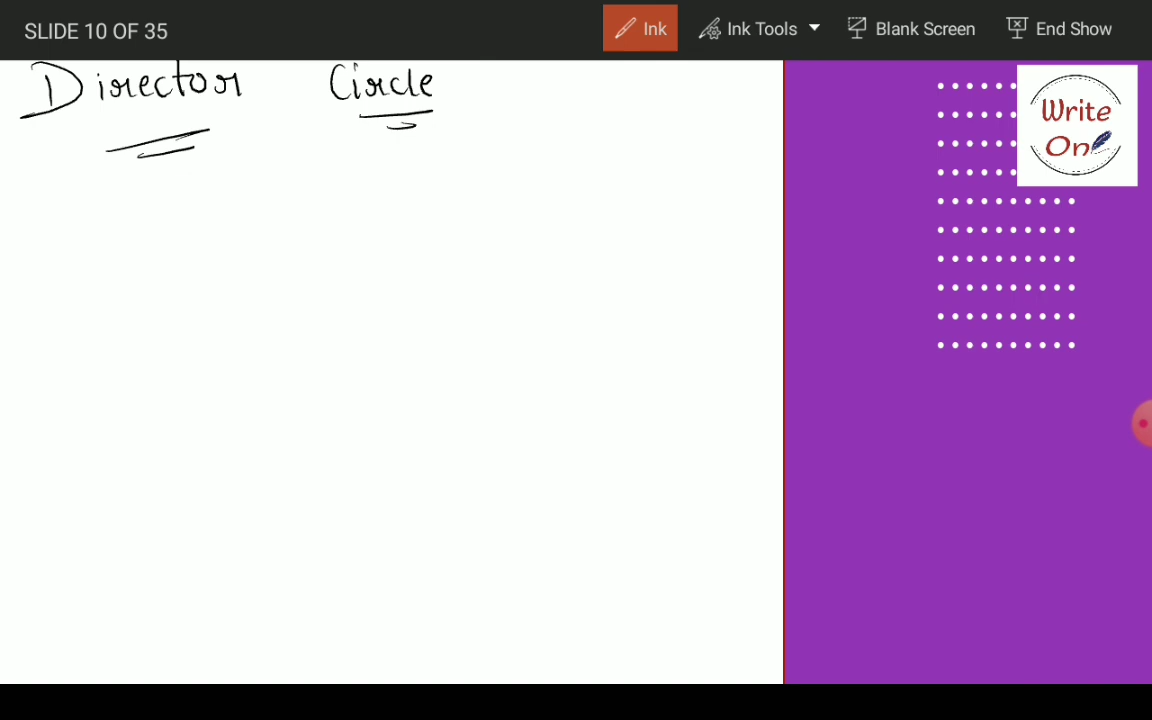 SLIDE 10 OF 35
Ink
Ink Tools
Blank Screen
End Show
Director Circle
Write
On